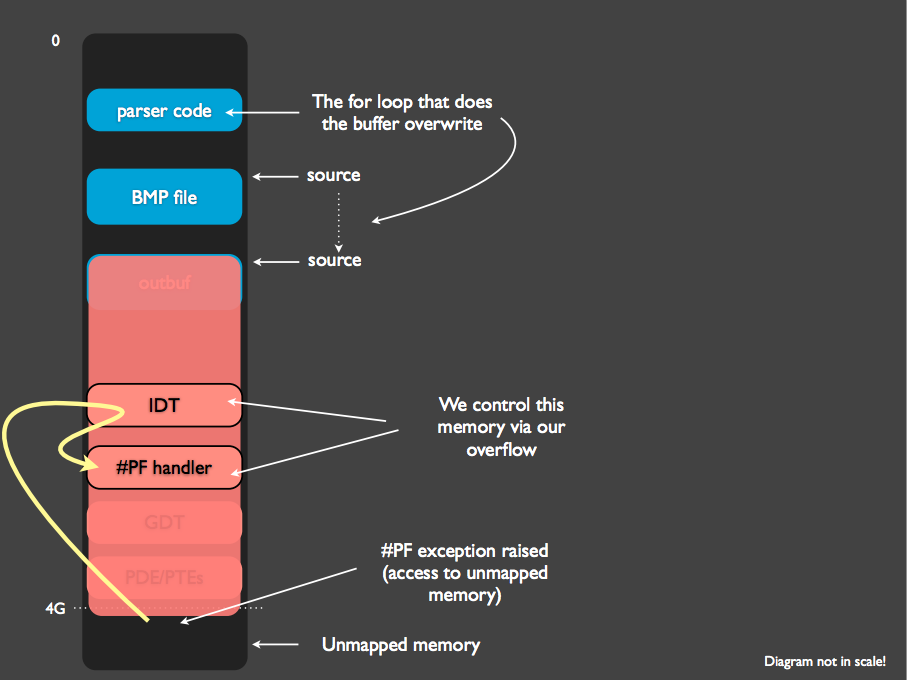 0
parser code
The for loop that does
the buffer overwrite
BMP file
source
source
outbuf
IDT
We control this
memory via our
overflow
#PF handler
GDT
#PF exception raised
(access to unmapped
memory)
PDE/PTEs
4G
Unmapped memory
Diagram not in scale!